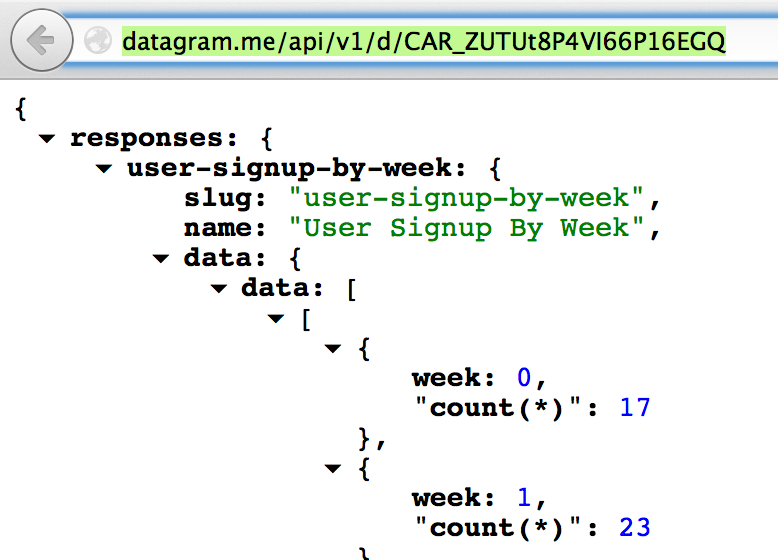 datagram.me/api/v1/d/CAR_ZUTUt8P4VI66P16EGQ
{
responses: {
user-signup-by-week: {
slug: "user-signup-by-week",
name: "User Signup By Week",
data: {
data: [
[
{
week: 0,
"count(*)": 17
},
{
week: 1,
"count(*)": 23
}